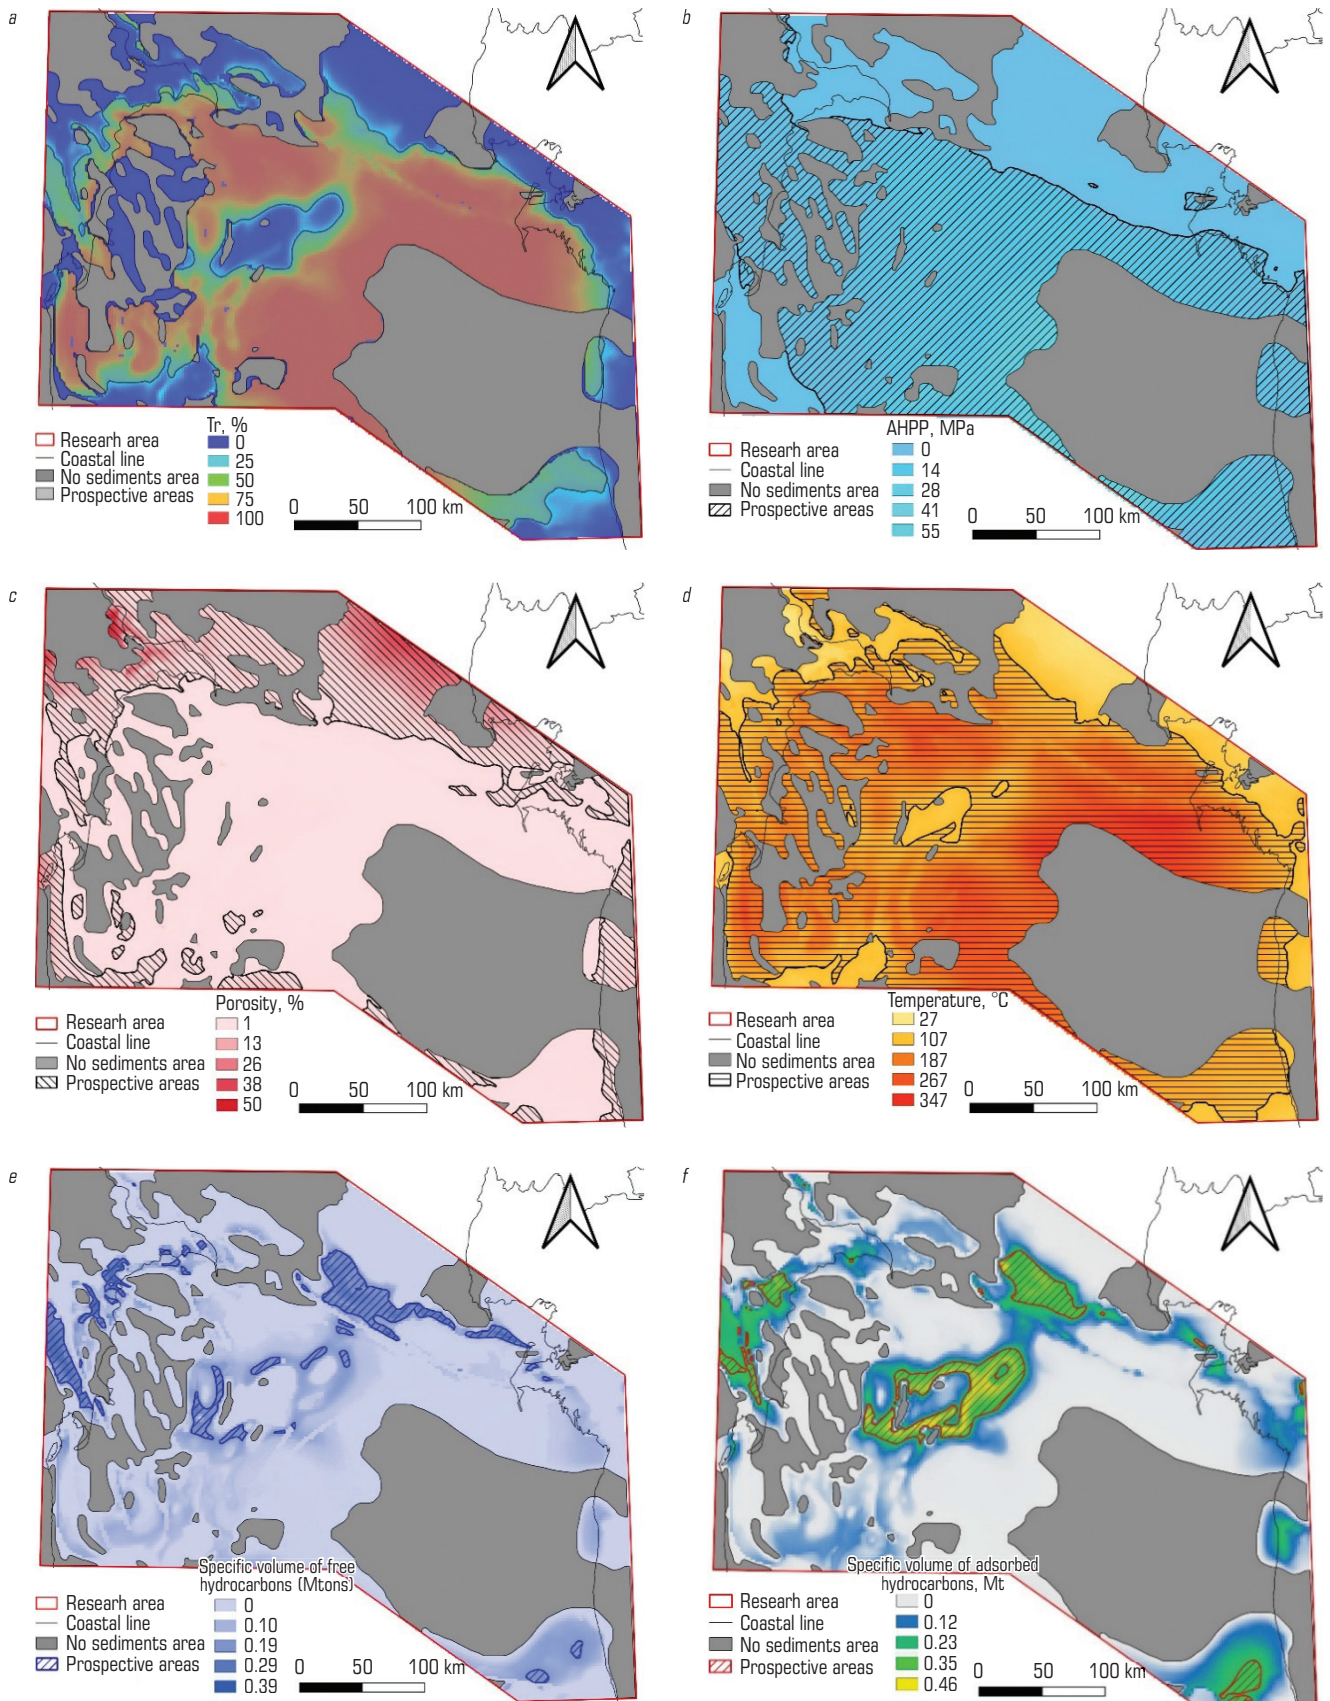 a
Tr, %
Researh area
0
Coastal line
25
No sediments area
50
Prospective areas
75
100
0 50 100 km
b
AHPP, MPa
Researh area
0
Coastal line
14
No sediments area
28
Prospective areas
41
55
0 50 100 km
c
Porosity, %
Researh area
1
Coastal line
13
No sediments area
26
Prospective areas
38
50
0 50 100 km
d
Temperature, °C
Researh area
27
Coastal line
107
No sediments area
187
Prospective areas
267
347
0 50 100 km
e
Specific volume of free
hydrocarbons (Mtons)
Researh area
0
Coastal line
0.10
No sediments area
0.19
Prospective areas
0.29
0.39
0 50 100 km
f
Specific volume of adsorbed
hydrocarbons, Mt
Researh area
0
Coastal line
0.12
No sediments area
0.23
Prospective areas
0.35
0.46
0 50 100 km